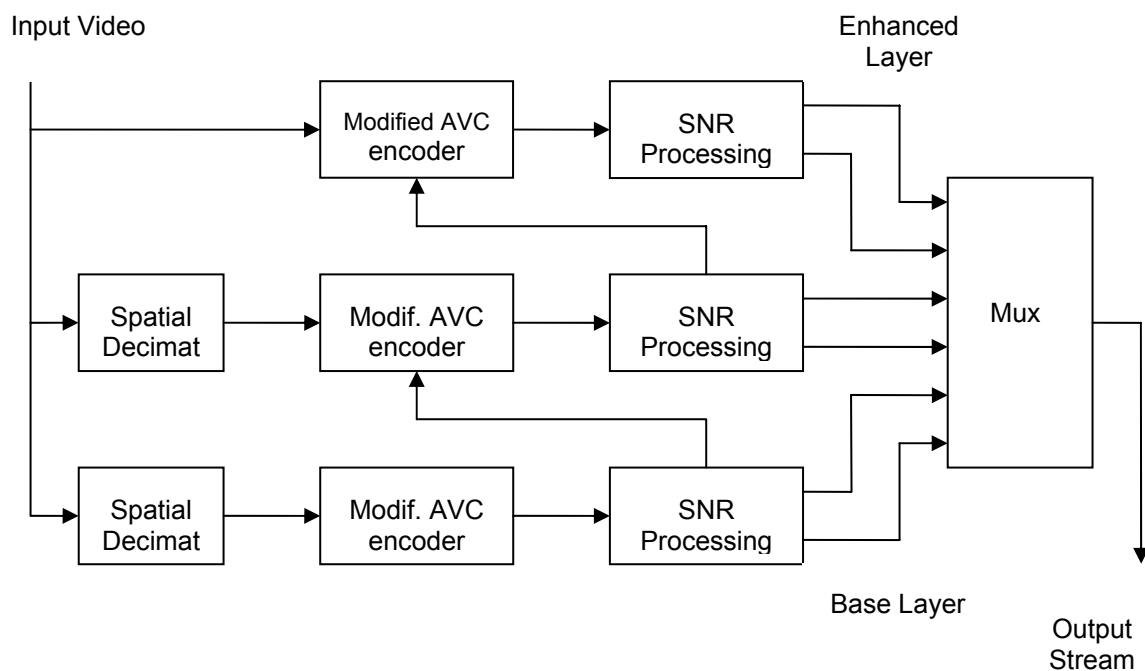 Input Video
Enhanced
Layer
Modified AVC
encoder
SNR
Processing
Spatial
Decimat
Modif. AVC
encoder
SNR
Processing
Mux
Spatial
Decimat
Modif. AVC
encoder
SNR
Processing
Base Layer
Output
Stream